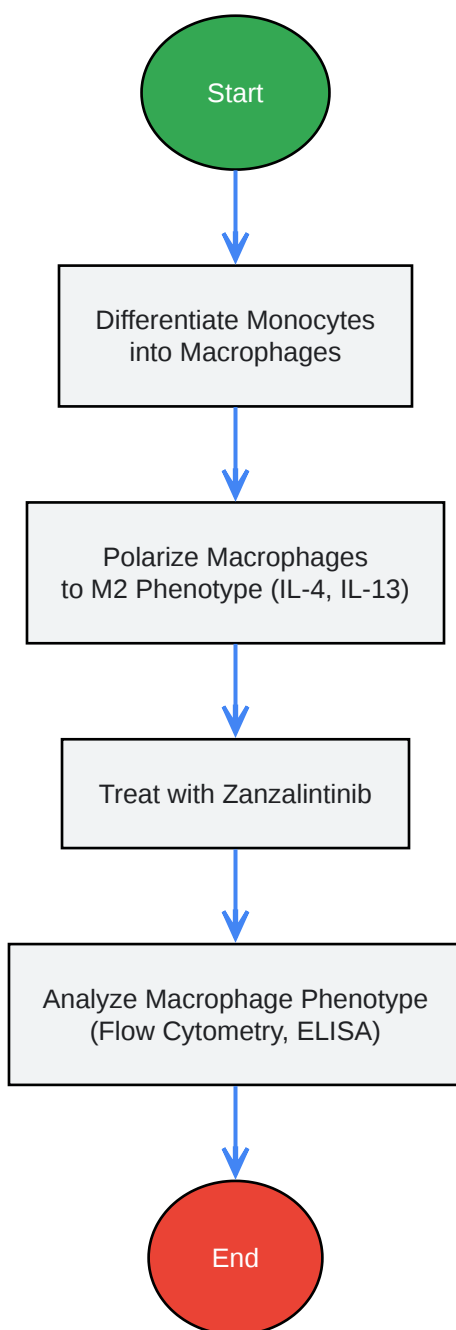 Start
Differentiate Monocytes
into Macrophages
Polarize Macrophages
to M2 Phenotype (IL-4, IL-13)
Treat with Zanzalintinib
Analyze Macrophage Phenotype
(Flow Cytometry, ELISA)
End